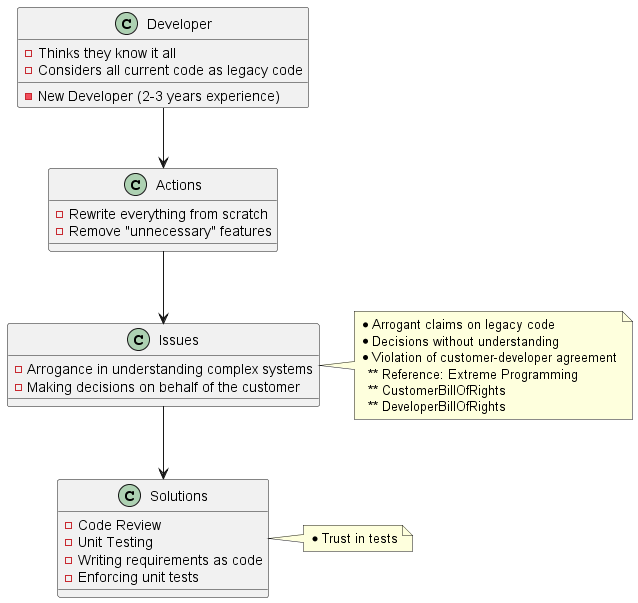 C Developer
Thinks they know it all
Considers all current code as legacy code
New Developer (2-3 years experience)
C Actions
Rewrite everything from scratch
Remove "unnecessary" features
C Issues
Arrogance in understanding complex systems
Making decisions on behalf of the customer
• Arrogant claims on legacy code
• Decisions without understanding
• Violation of customer-developer agreement
** Reference: Extreme Programming
** CustomerBillOfRights
** DeveloperBillOfRights
C Solutions
Code Review
Unit Testing
Writing requirements as code
Enforcing unit tests
• Trust in tests